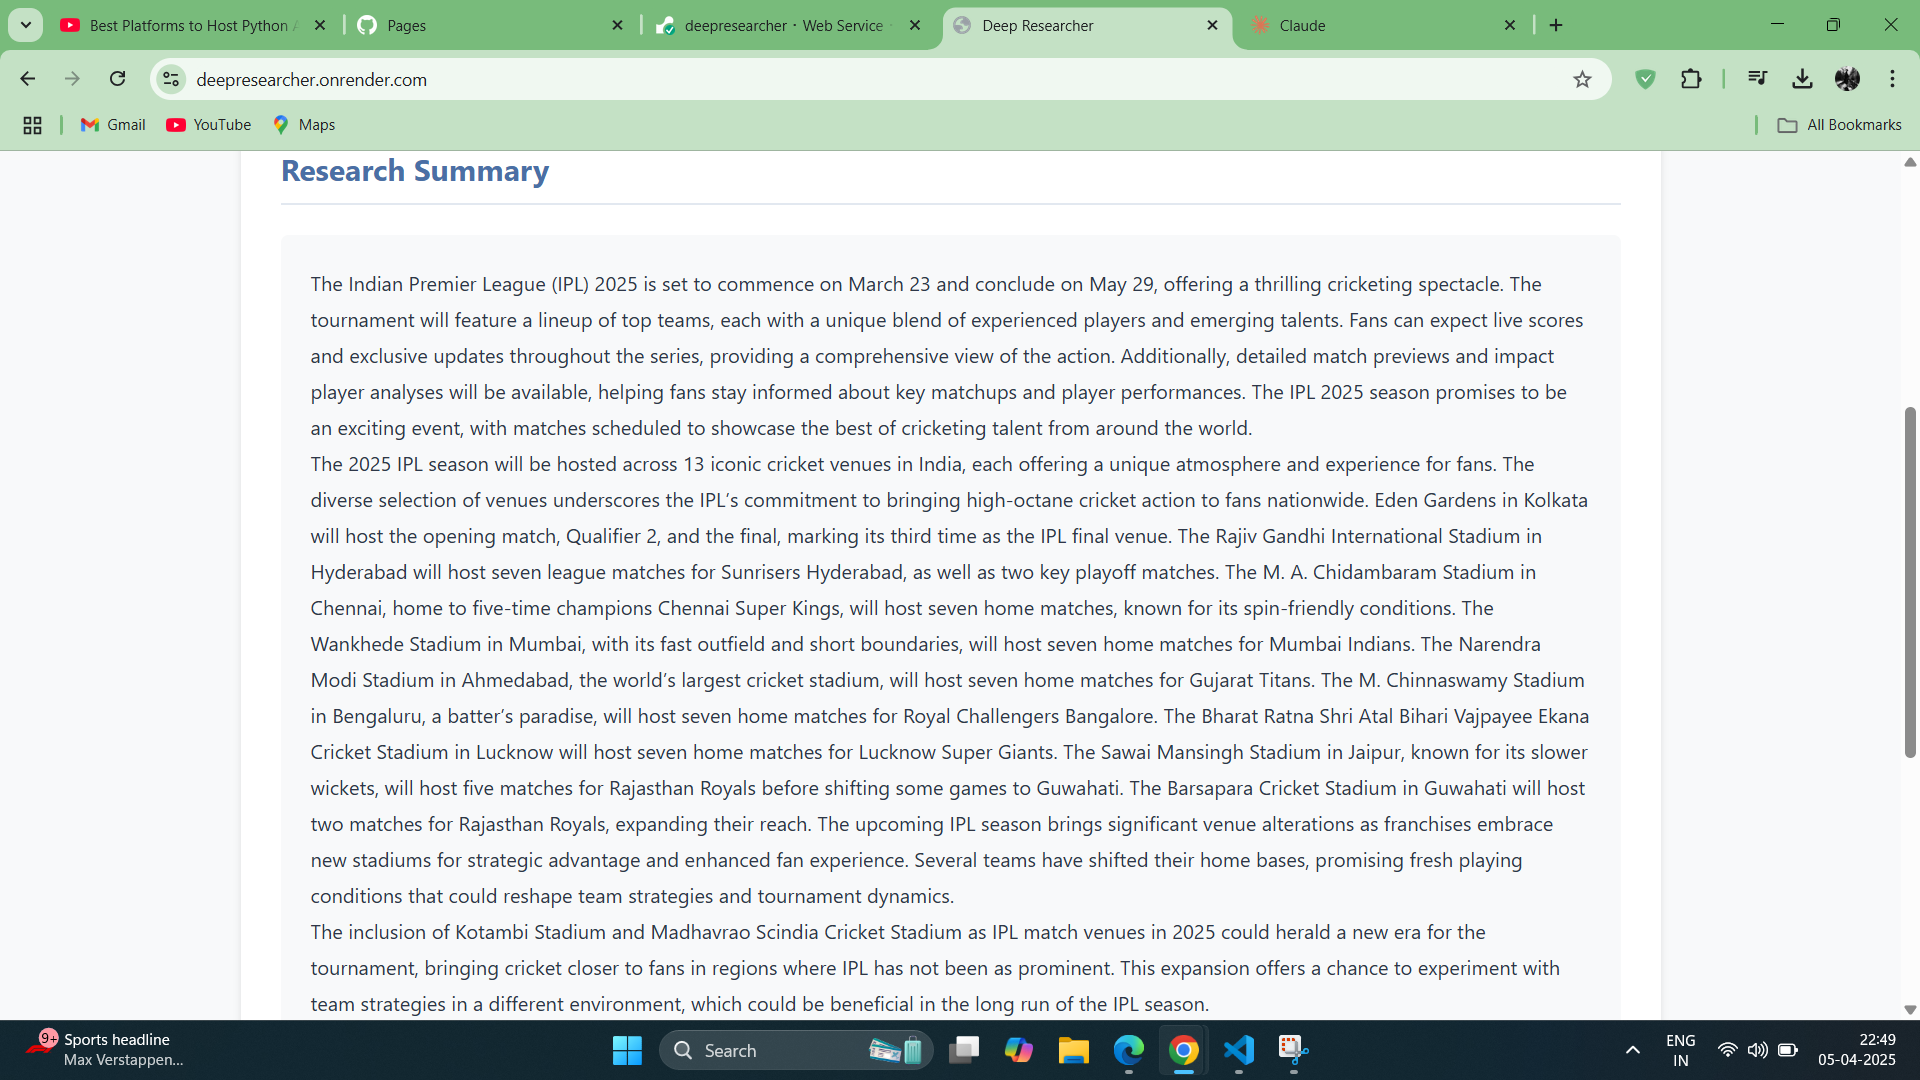 Best Platforms to Host Python A
Pages
deepresearcher · Web Service
Deep Researcher
Claude
deepresearcher.onrender.com
Gmail
YouTube
Maps
All Bookmarks
Research Summary
The Indian Premier League (IPL) 2025 is set to commence on March 23 and conclude on May 29, offering a thrilling cricketing spectacle. The
tournament will feature a lineup of top teams, each with a unique blend of experienced players and emerging talents. Fans can expect live scores
and exclusive updates throughout the series, providing a comprehensive view of the action. Additionally, detailed match previews and impact
player analyses will be available, helping fans stay informed about key matchups and player performances. The IPL 2025 season promises to be
an exciting event, with matches scheduled to showcase the best of cricketing talent from around the world.
The 2025 IPL season will be hosted across 13 iconic cricket venues in India, each offering a unique atmosphere and experience for fans. The
diverse selection of venues underscores the IPL’s commitment to bringing high-octane cricket action to fans nationwide. Eden Gardens in Kolkata
will host the opening match, Qualifier 2, and the final, marking its third time as the IPL final venue. The Rajiv Gandhi International Stadium in
Hyderabad will host seven league matches for Sunrisers Hyderabad, as well as two key playoff matches. The M. A. Chidambaram Stadium in
Chennai, home to five-time champions Chennai Super Kings, will host seven home matches, known for its spin-friendly conditions. The
Wankhede Stadium in Mumbai, with its fast outfield and short boundaries, will host seven home matches for Mumbai Indians. The Narendra
Modi Stadium in Ahmedabad, the world’s largest cricket stadium, will host seven home matches for Gujarat Titans. The M. Chinnaswamy Stadium
in Bengaluru, a batter’s paradise, will host seven home matches for Royal Challengers Bangalore. The Bharat Ratna Shri Atal Bihari Vajpayee Ekana
Cricket Stadium in Lucknow will host seven home matches for Lucknow Super Giants. The Sawai Mansingh Stadium in Jaipur, known for its slower
wickets, will host five matches for Rajasthan Royals before shifting some games to Guwahati. The Barsapara Cricket Stadium in Guwahati will host
two matches for Rajasthan Royals, expanding their reach. The upcoming IPL season brings significant venue alterations as franchises embrace
new stadiums for strategic advantage and enhanced fan experience. Several teams have shifted their home bases, promising fresh playing
conditions that could reshape team strategies and tournament dynamics.
The inclusion of Kotambi Stadium and Madhavrao Scindia Cricket Stadium as IPL match venues in 2025 could herald a new era for the
tournament, bringing cricket closer to fans in regions where IPL has not been as prominent. This expansion offers a chance to experiment with
team strategies in a different environment, which could be beneficial in the long run of the IPL season.
9+
Sports headline
Max Verstappen...
Search
ENG
IN
22:49
05-04-2025